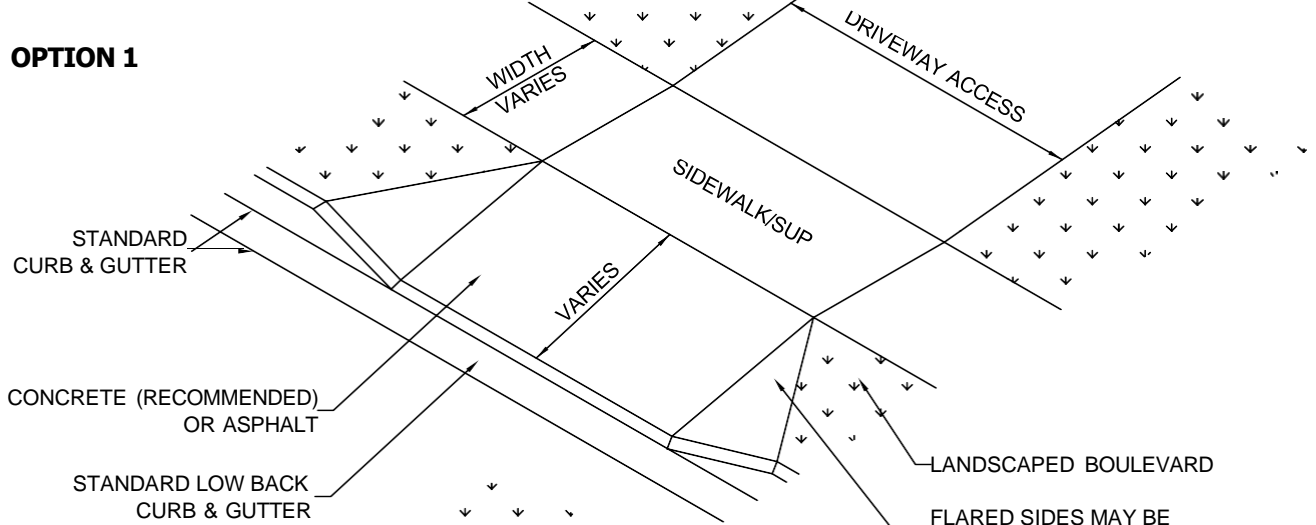 OPTION 1
DRIVEWAY ACCESS
WIDTH
VARIES
SIDEWALK/SUP
STANDARD
CURB & GUTTER
VARIES
CONCRETE (RECOMMENDED)
OR ASPHALT
STANDARD LOW BACK
CURB & GUTTER
LANDSCAPED BOULEVARD
FLARED SIDES MAY BE